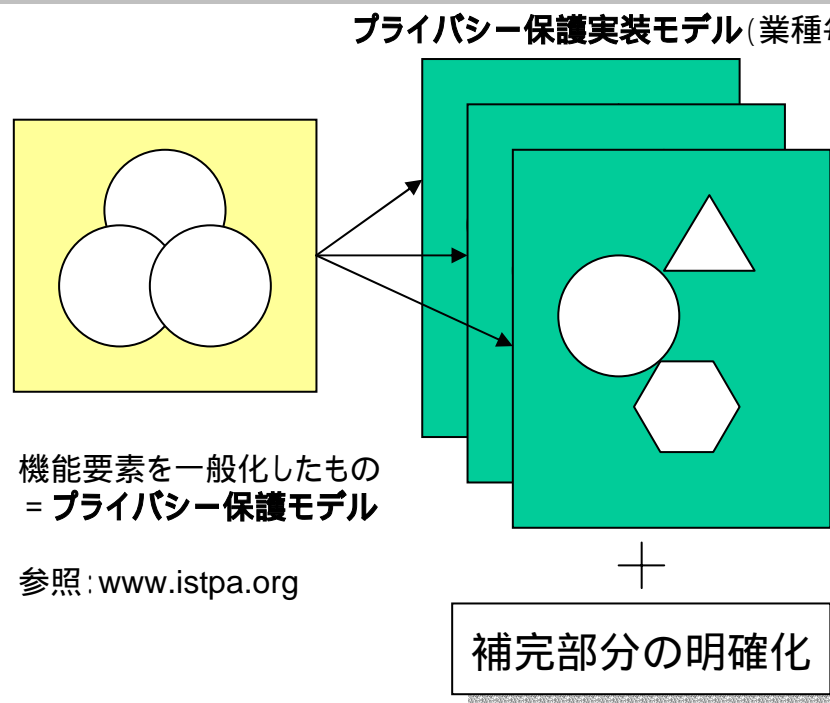 プライバシー保護実装モデル(業種
機能要素を一般化したもの
= プライバシー保護モデル
参照:www.istpa.org
補完部分の明確化